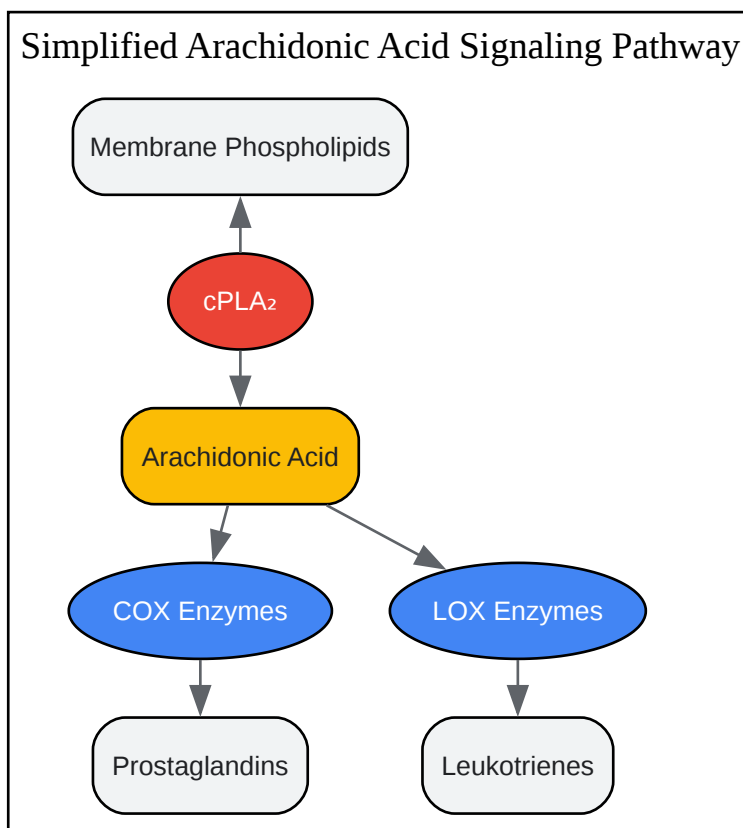 Simplified Arachidonic Acid Signaling Pathway
Membrane Phospholipids
cPLA₂
Arachidonic Acid
COX Enzymes
LOX Enzymes
Prostaglandins
Leukotrienes